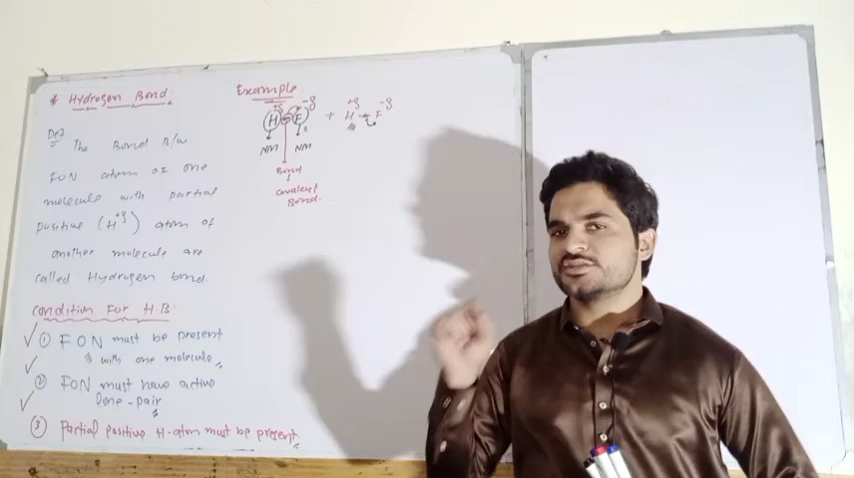 * Hydrogen Bond
Def
The Bond B/w
FON atom of one
molecule with partial
positive (H+δ) atom of
another molecule are
called Hydrogen bond.
Condition For H.B:
① FON must be present
with one molecule
② FON must have active
lone-pair
③ Partial positive H-atom must be present
Example
+δ -δ +δ -δ
H F + H F
NM NM
Bond
Covalent
Bond.